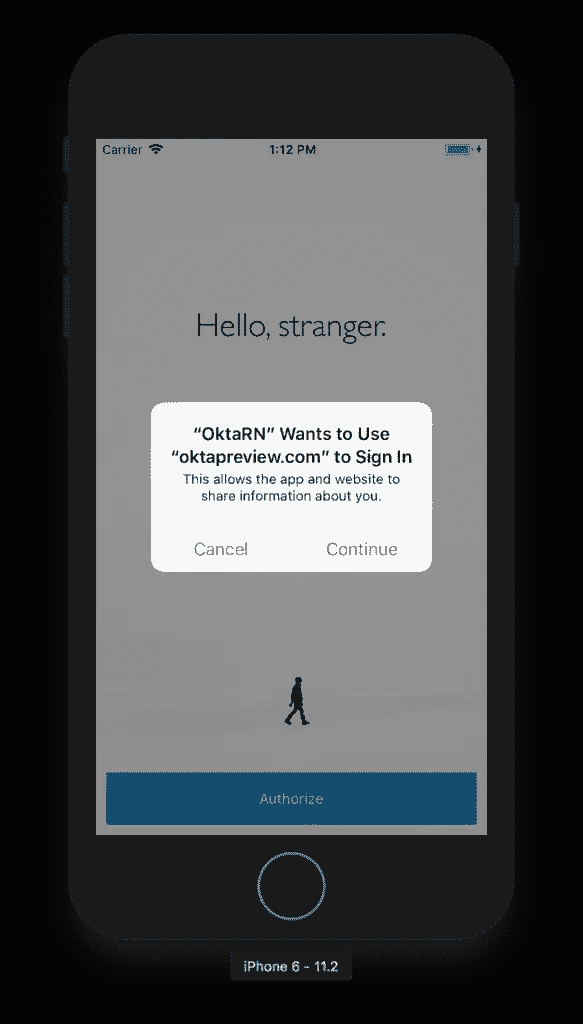 Carrier 1:12 PM
Hello, stranger.
“OktaRN” Wants to Use
“oktapreview.com” to Sign In
This allows the app and website to
share information about you.
Cancel Continue
Authorize
iPhone 6 - 11.2